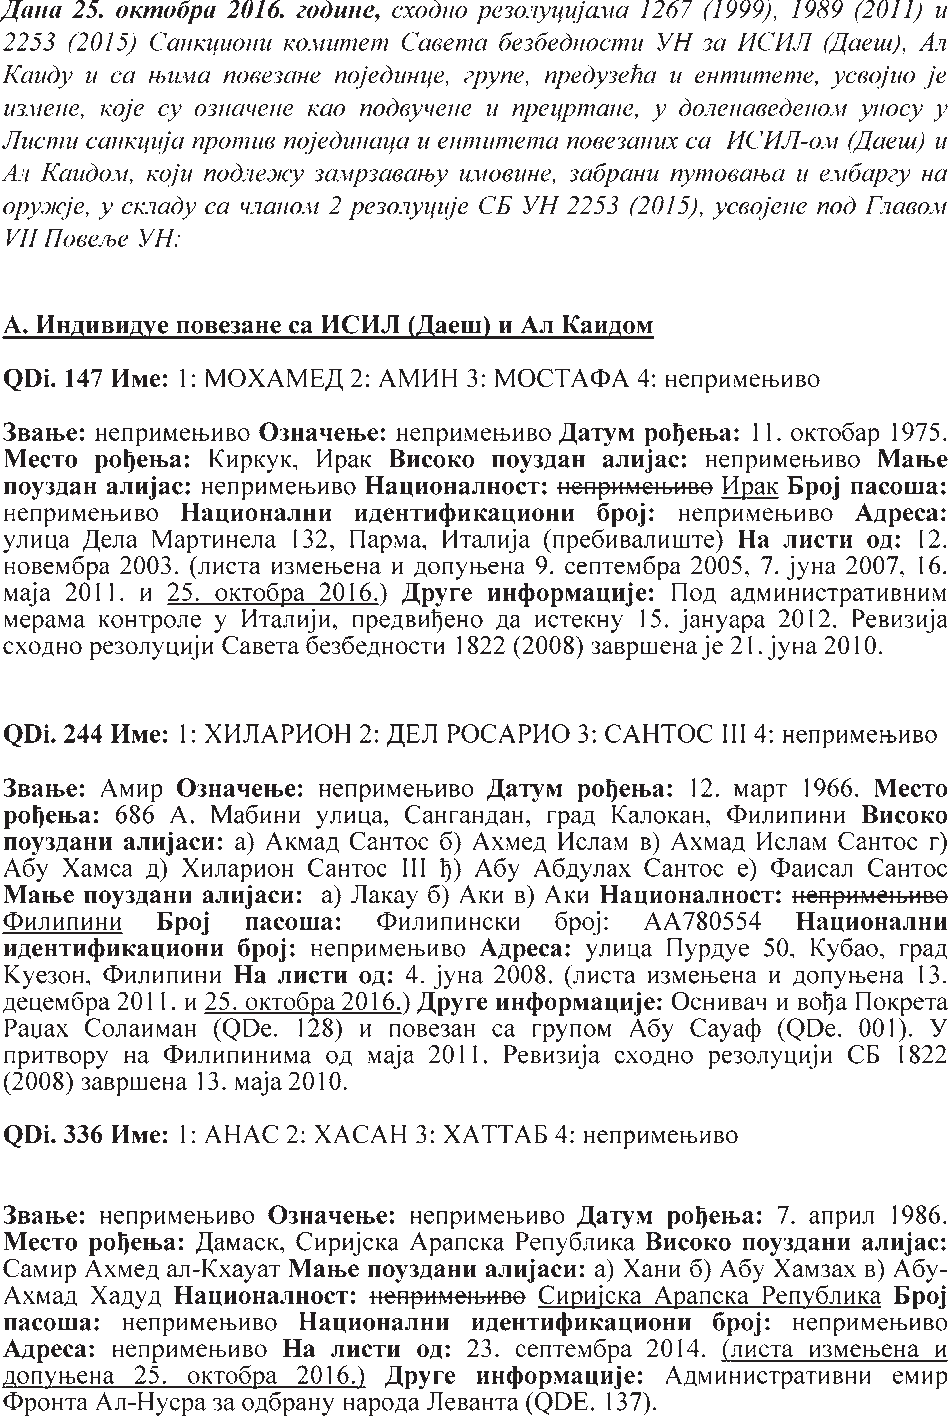 Дана 25. октобра 2016. године, сходно резолуцијама 1267 (1999), 1989 (2011) и
2253 (2015) Санкциони комитет Савета безбедности УН за ИСИЛ (Даеш), Ал
Каиду и са њима повезане појединце, групе, предузећа и ентитете, усвојио је
измене, које су означене као подвучене и прецртане, у доленаведеном уносу у
Листи санкција против појединаца и ентитета повезаних са ИСИЛ-ом (Даеш) и
Ал Каидом, који подлежу замрзавању имовине, забрани путовања и ембаргу на
оружје, у складу са чланом 2 резолуције СБ УН 2253 (2015), усвојене под Главом
VII Повеље УН:
А. Индивидуе повезане са ИСИЛ (Даеш) и Ал Каидом
QDi. 147 Име: 1: МОХАМЕД 2: АМИН 3: МОСТАФА 4: непримењиво
Звање: непримењиво Означење: непримењиво Датум рођења: 11. октобар 1975.
Место рођења: Киркук, Ирак Високо поуздан алијас: непримењиво Мање
поуздан алијас: непримењиво Националност: непримењиво Ирак Број пасоша:
непримењиво Национални идентификациони број: непримењиво Адреса:
улица Дела Мартинела 132, Парма, Италија (пребивалиште) На листи од: 12.
новембра 2003. (листа измењена и допуњена 9. септембра 2005, 7. јуна 2007, 16.
маја 2011. и 25. октобра 2016.) Друге информације: Под административним
мерама контроле у Италији, предвиђено да истекну 15. јануара 2012. Ревизија
сходно резолуцији Савета безбедности 1822 (2008) завршена је 21. јуна 2010.
QDi. 244 Име: 1: ХИЛАРИОН 2: ДЕЛ РОСАРИО 3: САНТОС III 4: непримењиво
Звање: Амир Означење: непримењиво Датум рођења: 12. март 1966. Место
рођења: 686 А. Мабини улица, Сангандан, град Калокан, Филипини Високо
поуздани алијаси: а) Акмад Сантос б) Ахмед Ислам в) Ахмад Ислам Сантос г)
Абу Хамса д) Хиларион Сантос III ђ) Абу Абдулах Сантос е) Фаисал Сантос
Мање поуздани алијаси: а) Лакау б) Аки в) Аки Националност: непримењиво
Филипини Број пасоша: Филипински број: АА780554 Национални
идентификациони број: непримењиво Адреса: улица Пурдуе 50, Кубао, град
Куезон, Филипини На листи од: 4. јуна 2008. (листа измењена и допуњена 13.
децембра 2011. и 25. октобра 2016.) Друге информације: Оснивач и вођа Покрета
Раџах Солаиман (QDe. 128) и повезан са групом Абу Сауаф (QDe. 001). У
притвору на Филипинима од маја 2011. Ревизија сходно резолуцији СБ 1822
(2008) завршена 13. маја 2010.
QDi. 336 Име: 1: АНАС 2: ХАСАН 3: ХАТТАБ 4: непримењиво
Звање: непримењиво Означење: непримењиво Датум рођења: 7. април 1986.
Место рођења: Дамаск, Сиријска Арапска Република Високо поуздани алијас:
Самир Ахмед ал-Кхауат Мање поуздани алијаси: а) Хани б) Абу Хамзах в) Абу-
Ахмад Хадуд Националност: непримењиво Сиријска Арапска Република Број
пасоша: непримењиво Национални идентификациони број: непримењиво
Адреса: непримењиво На листи од: 23. септембра 2014. (листа измењена и
допуњена 25. октобра 2016.) Друге информације: Административни емир
Фронта Ал-Нусра за одбрану народа Леванта (QDE. 137).